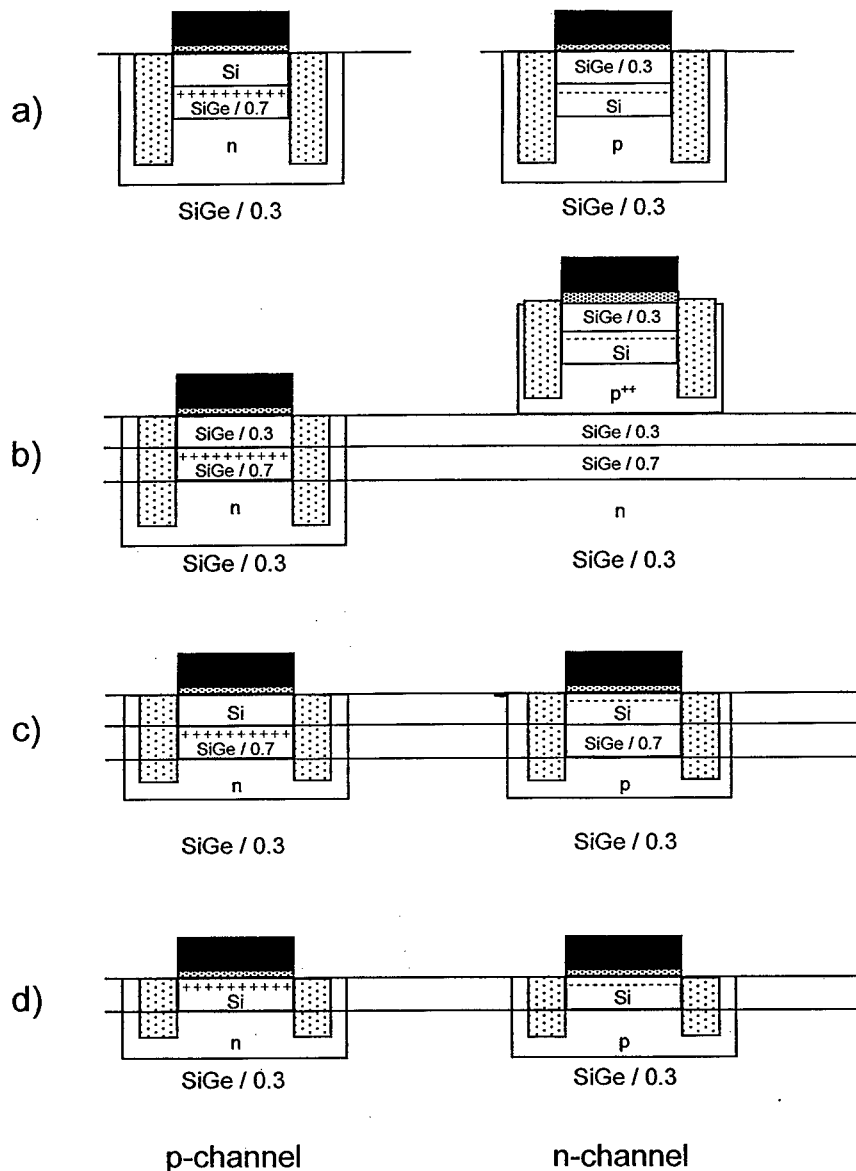 a)
Si
+++++++++
SiGe / 0.7
n
SiGe / 0.3
SiGe / 0.3
Si
p
SiGe / 0.3
b)
SiGe / 0.3
+++++++++
SiGe / 0.7
n
SiGe / 0.3
SiGe / 0.3
Si
p++
SiGe / 0.3
SiGe / 0.7
n
SiGe / 0.3
c)
Si
+++++++++
SiGe / 0.7
n
SiGe / 0.3
Si
SiGe / 0.7
p
SiGe / 0.3
d)
+++++++++
Si
n
SiGe / 0.3
Si
p
SiGe / 0.3
p-channel
n-channel